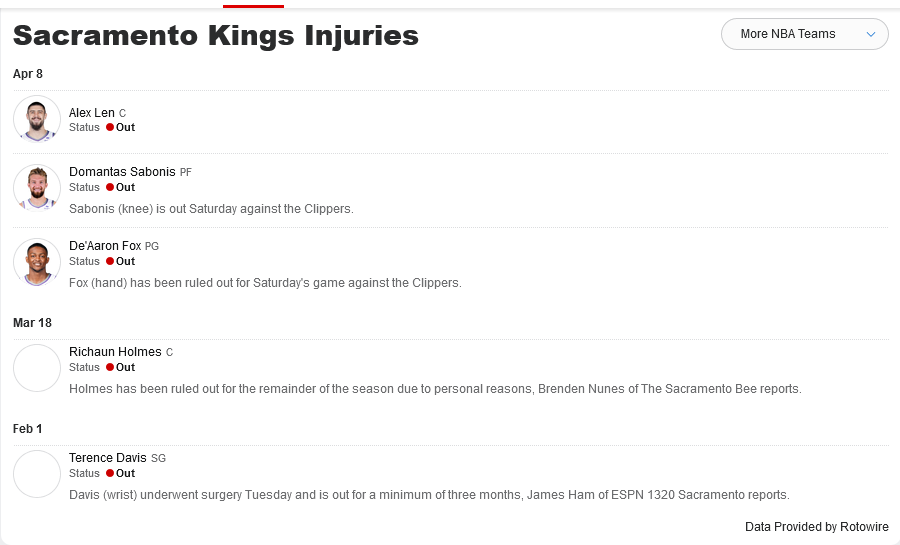 Sacramento Kings Injuries
More NBA Teams
Apr 8
Alex Len C
Status Out
Domantas Sabonis PF
Status Out
Sabonis (knee) is out Saturday against the Clippers.
De'Aaron Fox PG
Status Out
Fox (hand) has been ruled out for Saturday's game against the Clippers.
Mar 18
Richaun Holmes C
Status Out
Holmes has been ruled out for the remainder of the season due to personal reasons, Brenden Nunes of The Sacramento Bee reports.
Feb 1
Terence Davis SG
Status Out
Davis (wrist) underwent surgery Tuesday and is out for a minimum of three months, James Ham of ESPN 1320 Sacramento reports.
Data Provided by Rotowire